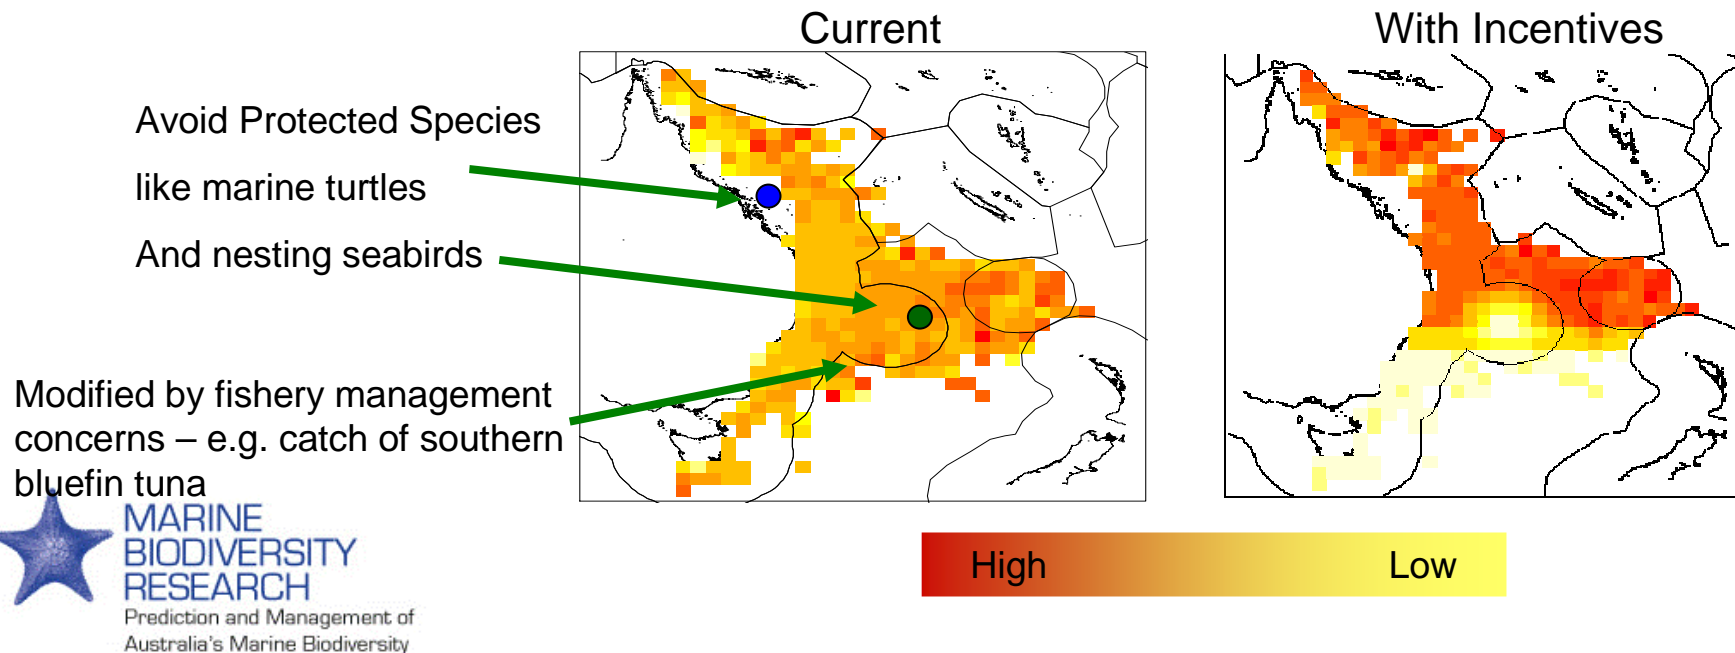 Current
With Incentives
Avoid Protected Species
like marine turtles
And nesting seabirds
Modified by fishery management
concerns – e.g. catch of southern
bluefin tuna
MARINE
BIODIVERSITY
RESEARCH
Prediction and Management of
Australia's Marine Biodiversity
High Low